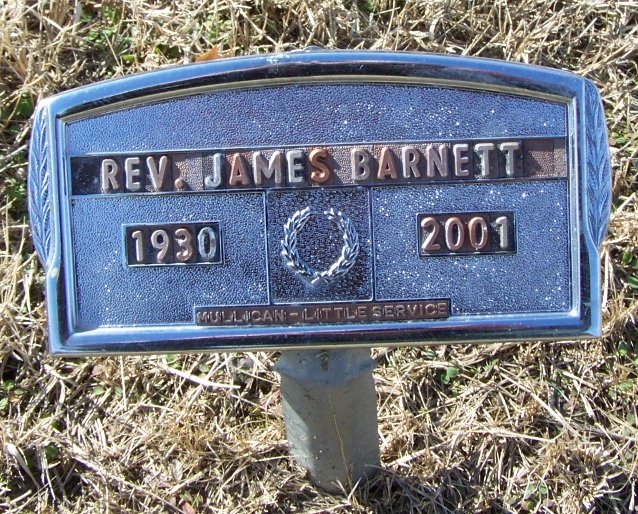 REV. JAMES BARNETT
1930 2001
MULLICAN-LITTLE SERVICE